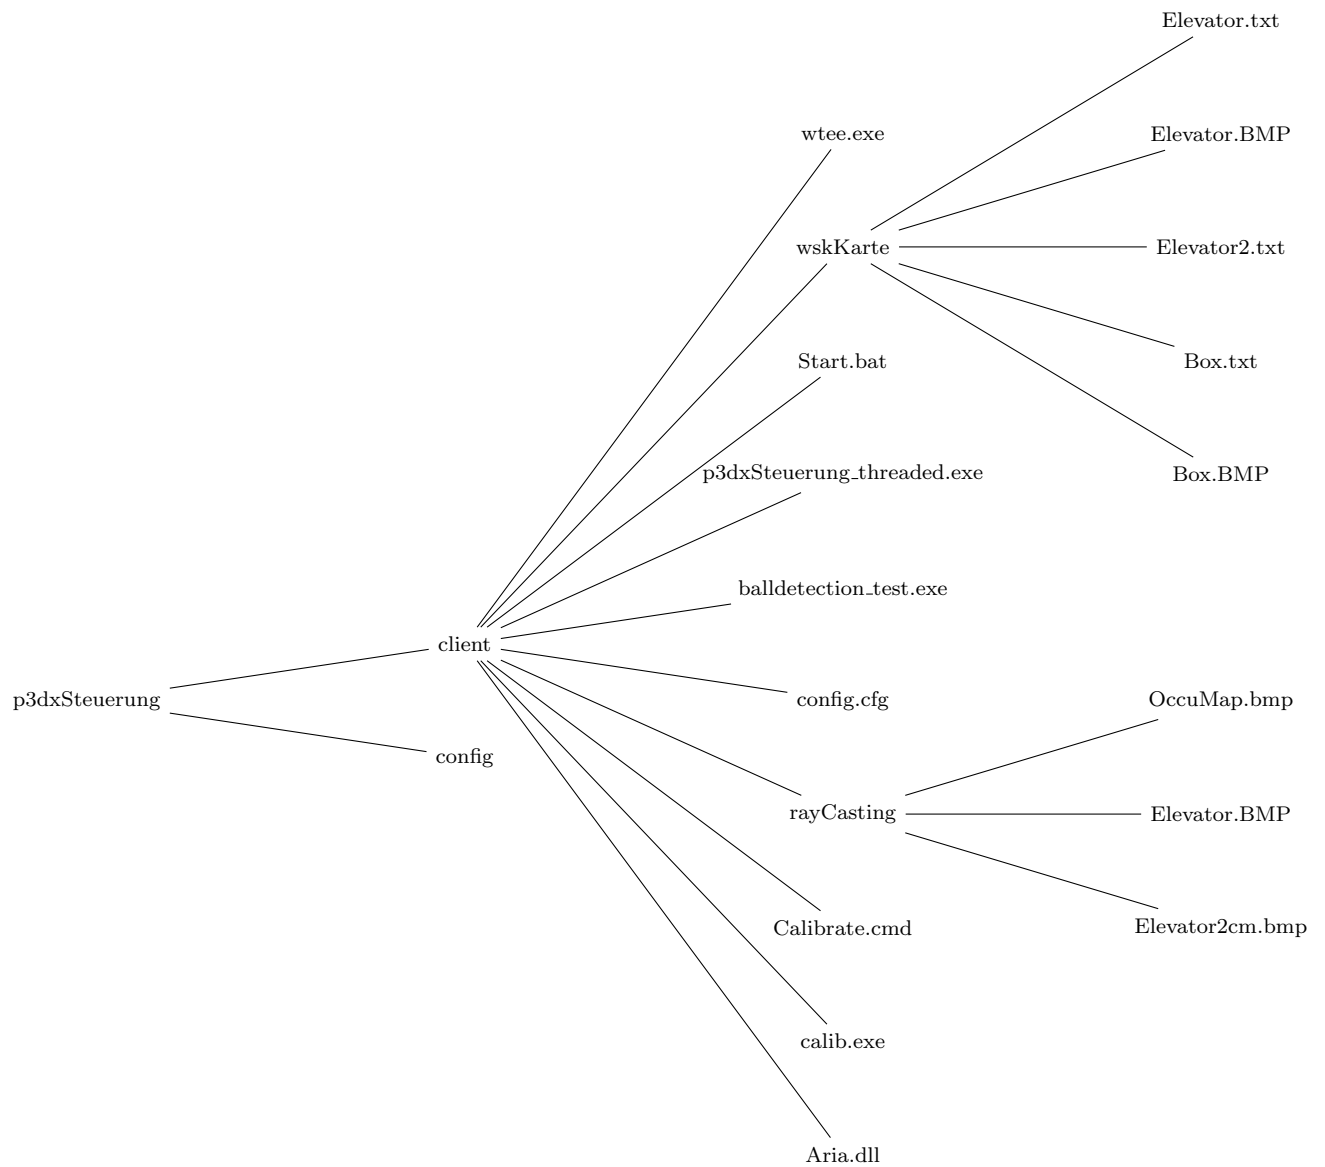 Elevator.txt
wtee.exe
Elevator.BMP
wskKarte
Elevator2.txt
Start.bat
Box.txt
p3dxSteuerung_threaded.exe
Box.BMP
balldetection_test.exe
client
p3dxSteuerung
config.cfg
OccuMap.bmp
config
rayCasting
Elevator.BMP
Calibrate.cmd
Elevator2cm.bmp
calib.exe
Aria.dll